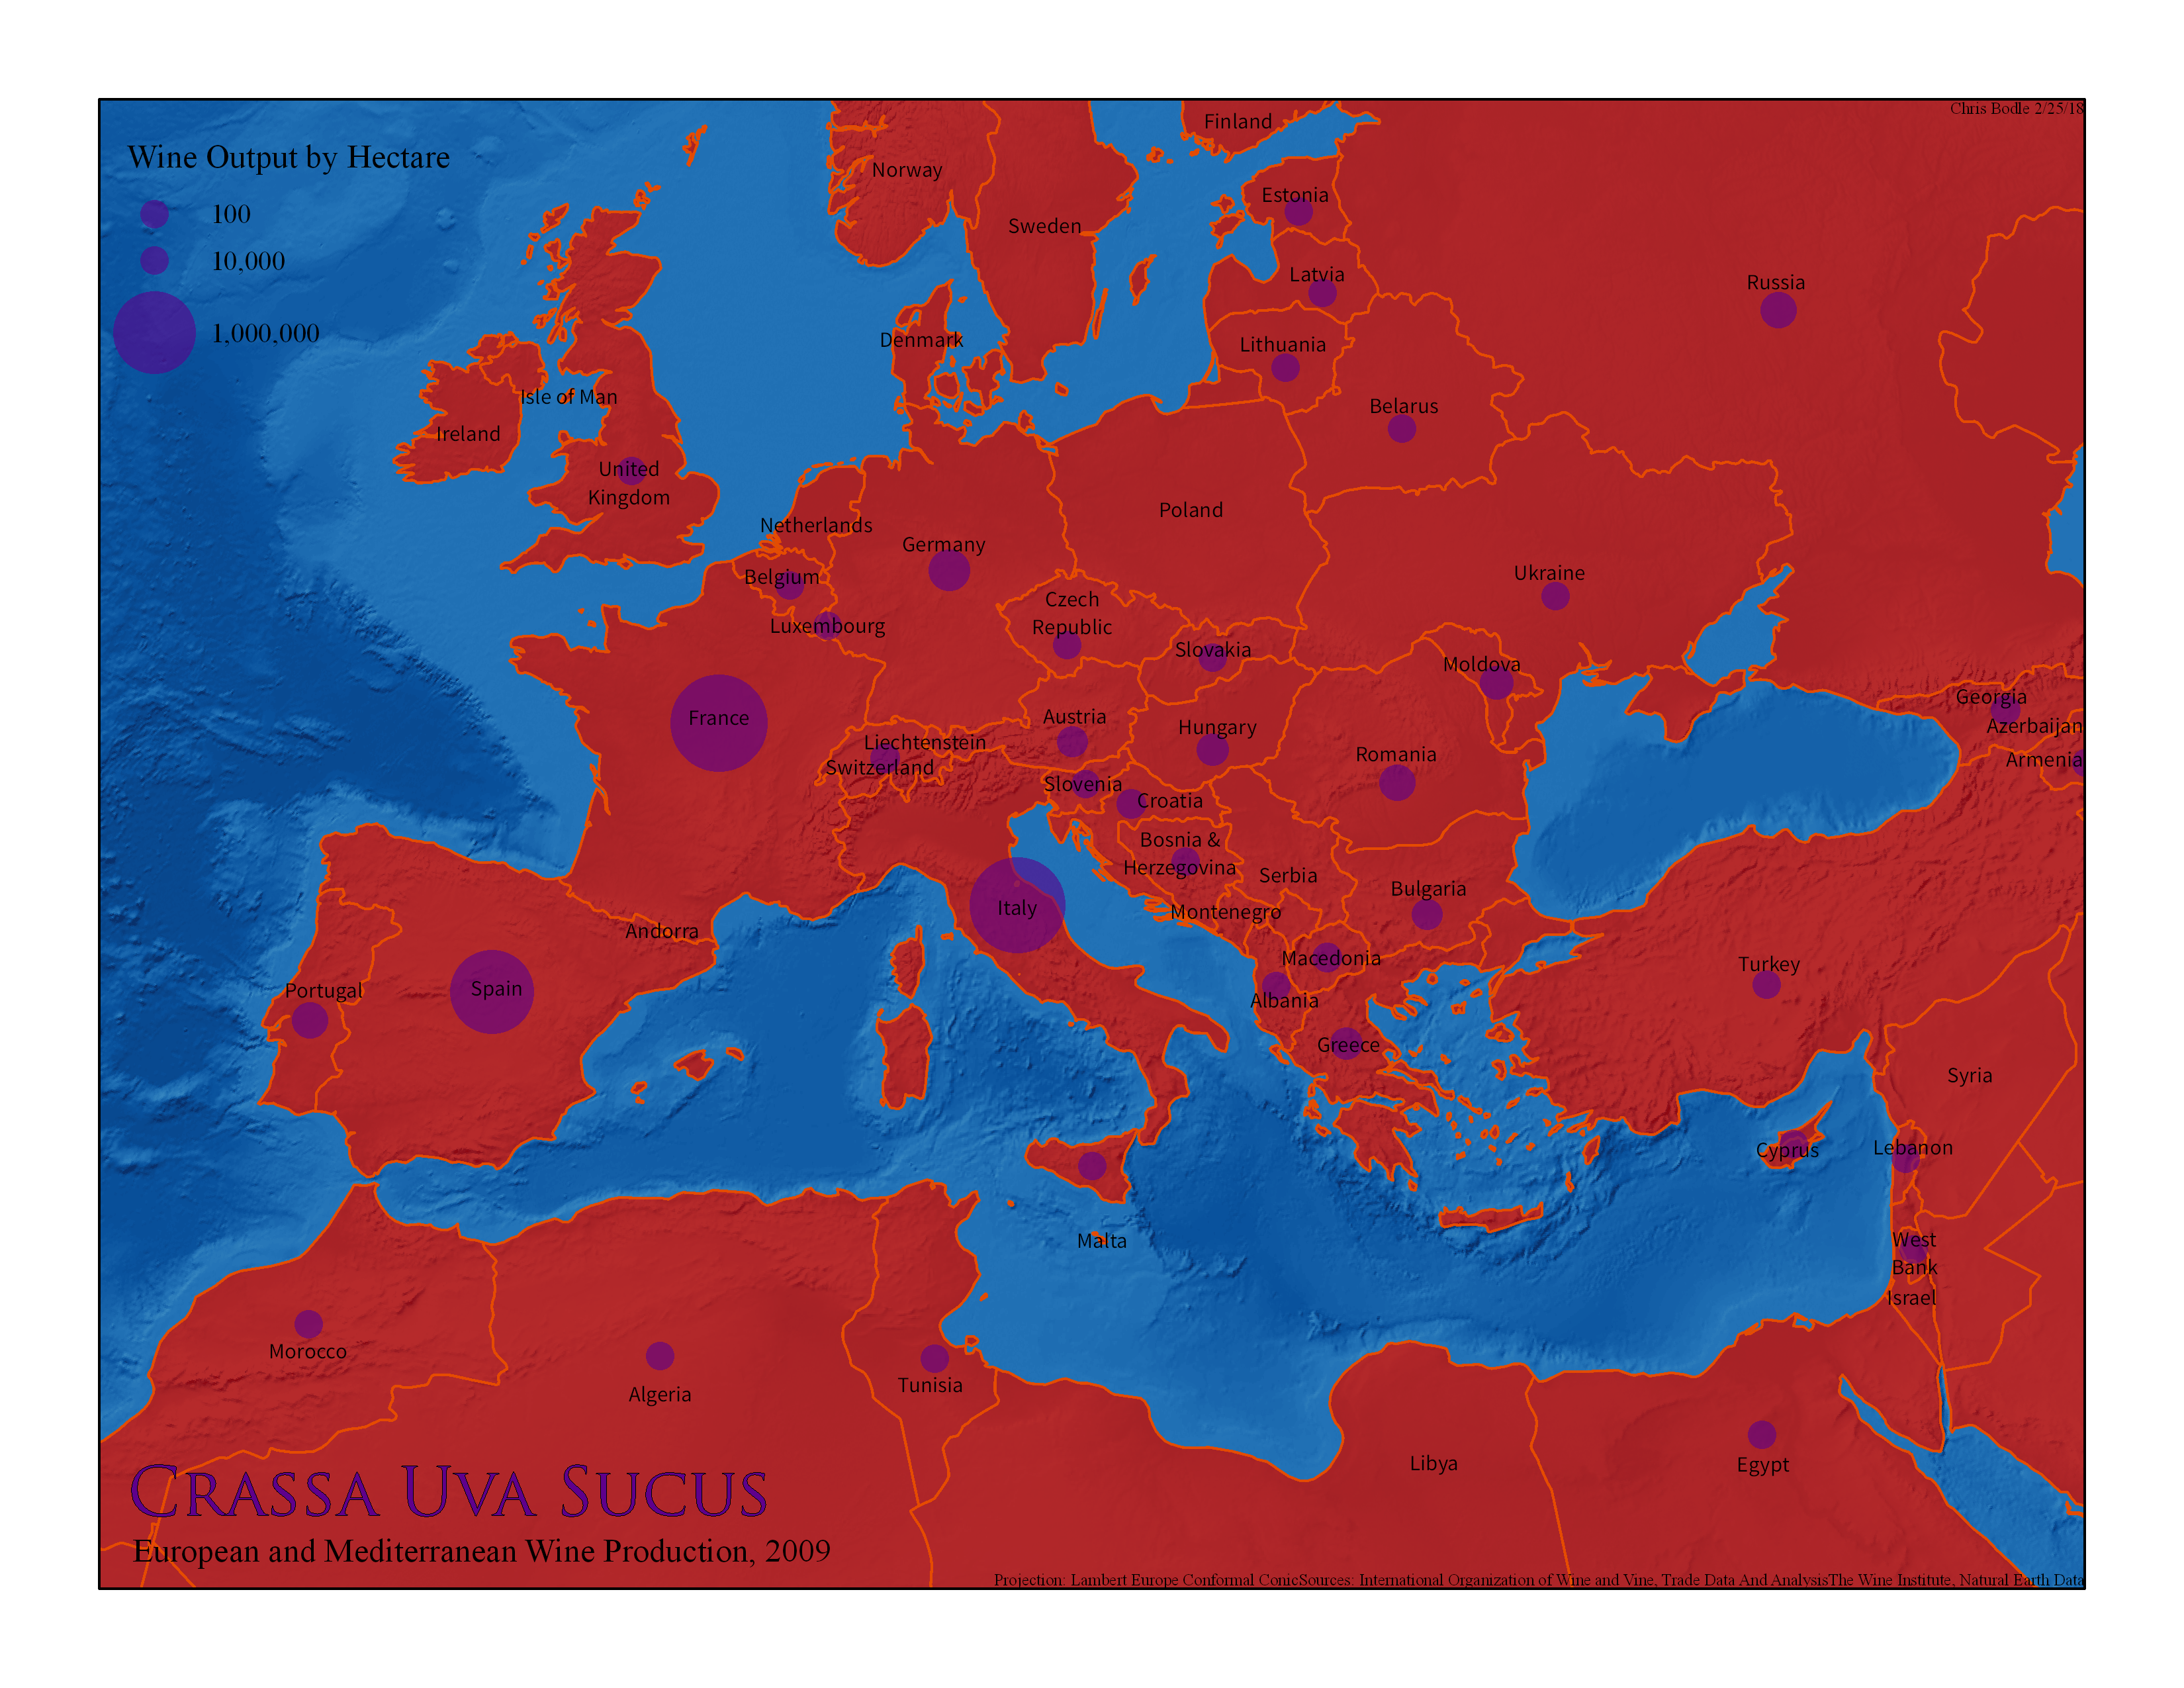 Chris Bodle 2/25/18
Wine Output by Hectare
100
10,000
1,000,000
Finland
Norway
Estonia
Sweden
Latvia
Russia
Denmark
Lithuania
Isle of Man
Belarus
Ireland
United
Kingdom
Poland
Netherlands
Germany
Belgium
Ukraine
Czech
Republic
Luxembourg
Slovakia
Moldova
Georgia
France
Austria
Hungary
Azerbaijan
Liechtenstein
Romania
Armenia
Switzerland
Slovenia
Croatia
Bosnia &
Herzegovina
Serbia
Bulgaria
Italy
Montenegro
Andorra
Macedonia
Turkey
Portugal
Spain
Albania
Greece
Syria
Cyprus
Lebanon
Malta
West
Bank
Israel
Morocco
Tunisia
Algeria
Libya
Egypt
CRASSA UVA SUCUS
European and Mediterranean Wine Production, 2009
Projection: Lambert Europe Conformal ConicSources: International Organization of Wine and Vine, Trade Data And AnalysisThe Wine Institute, Natural Earth Data